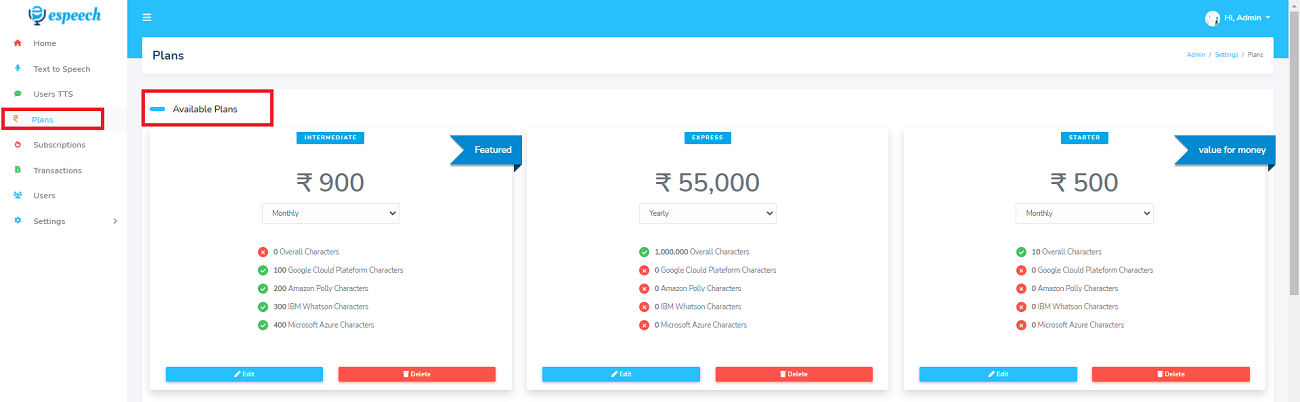 espeech
Hi, Admin
Home
Text to Speech
Users TTS
₹ Plans
Subscriptions
Transactions
Users
Settings
Plans
Admin / Settings / Plans
Available Plans
INTERMEDIATE
Featured
₹ 900
Monthly
0 Overall Characters
100 Google Clould Plateform Characters
200 Amazon Polly Characters
300 IBM Whatson Characters
400 Microsoft Azure Characters
Edit
Delete
EXPRESS
₹ 55,000
Yearly
1,000,000 Overall Characters
0 Google Clould Plateform Characters
0 Amazon Polly Characters
0 IBM Whatson Characters
0 Microsoft Azure Characters
Edit
Delete
STARTER
value for money
₹ 500
Monthly
10 Overall Characters
0 Google Clould Plateform Characters
0 Amazon Polly Characters
0 IBM Whatson Characters
0 Microsoft Azure Characters
Edit
Delete